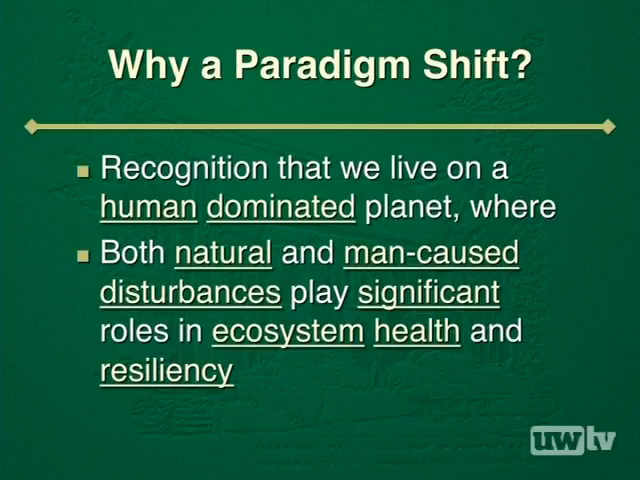 Why a Paradigm Shift?
Recognition that we live on a
human dominated planet, where
Both natural and man-caused
disturbances play significant
roles in ecosystem health and
resiliency
uwtv